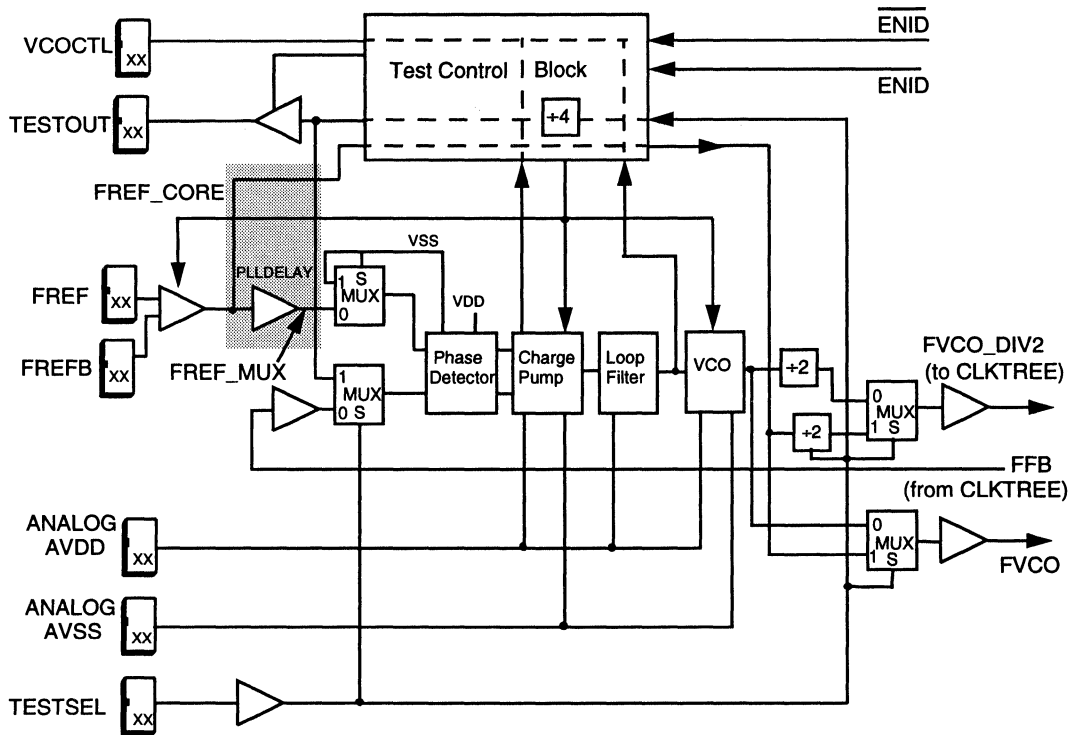 VCOCTL
xx
Test Control Block
÷4
ENID
ENID
TESTOUT
xx
FREF_CORE
VSS
PLLDELAY
FREF
xx
1 S
MUX
0
VDD
FREFB
xx
FREF_MUX
Phase
Detector
Charge
Pump
Loop
Filter
VCO
÷2
FVCO_DIV2
(to CLKTREE)
1
MUX
0 S
0
MUX
1 S
÷2
FFB
(from CLKTREE)
ANALOG
AVDD
xx
0
MUX
1 S
FVCO
ANALOG
AVSS
xx
TESTSEL
xx